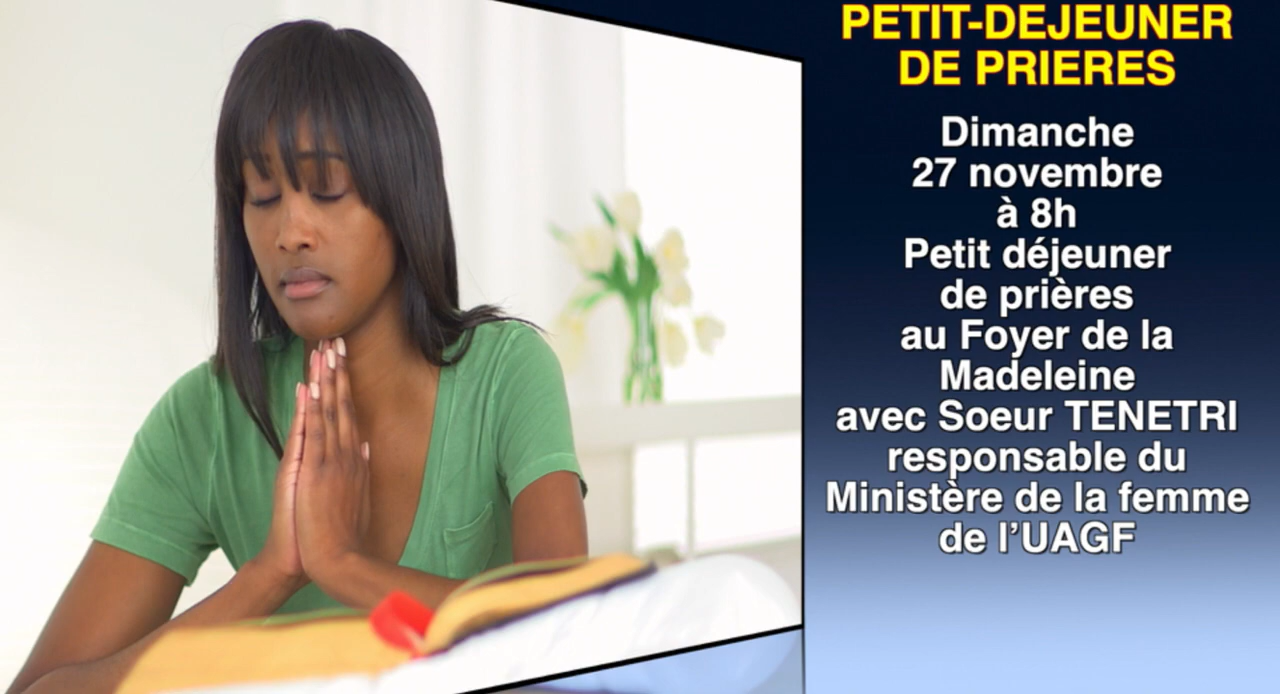 PETIT-DEJEUNER
DE PRIERES
Dimanche
27 novembre
à 8h
Petit déjeuner
de prières
au Foyer de la
Madeleine
avec Soeur TENETRI
responsable du
Ministère de la femme
de l'UAGF